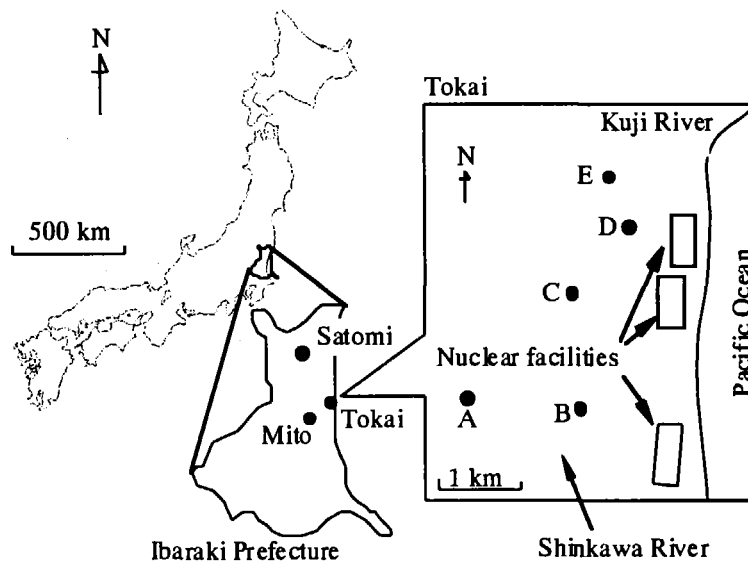 N
500 km
Satomi
Tokai
Mito
Ibaraki Prefecture
Tokai
Kuji River
N
E
D
C
Nuclear facilities
A
B
1 km
Pacific Ocean
Shinkawa River